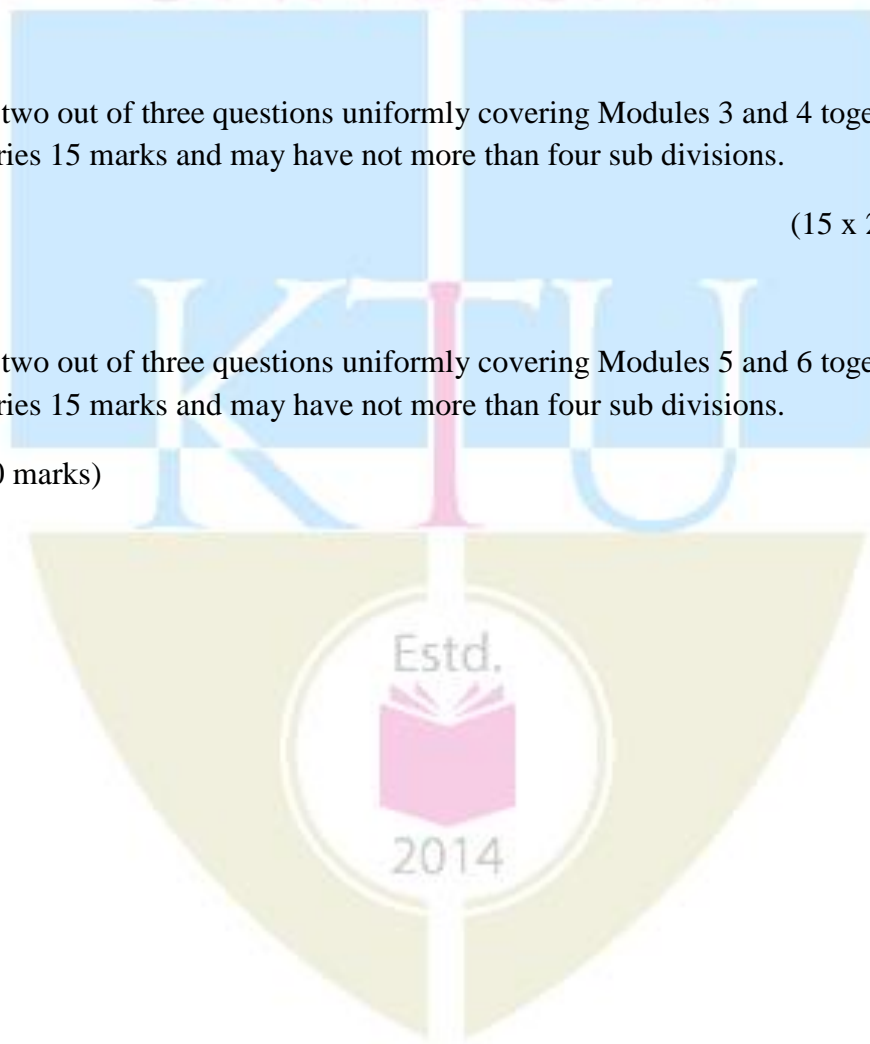 two out of three questions uniformly covering Modules 3 and 4 toge
ries 15 marks and may have not more than four sub divisions.
(15 x 2
KTU
two out of three questions uniformly covering Modules 5 and 6 toge
ries 15 marks and may have not more than four sub divisions.
0 marks)
Estd.
2014